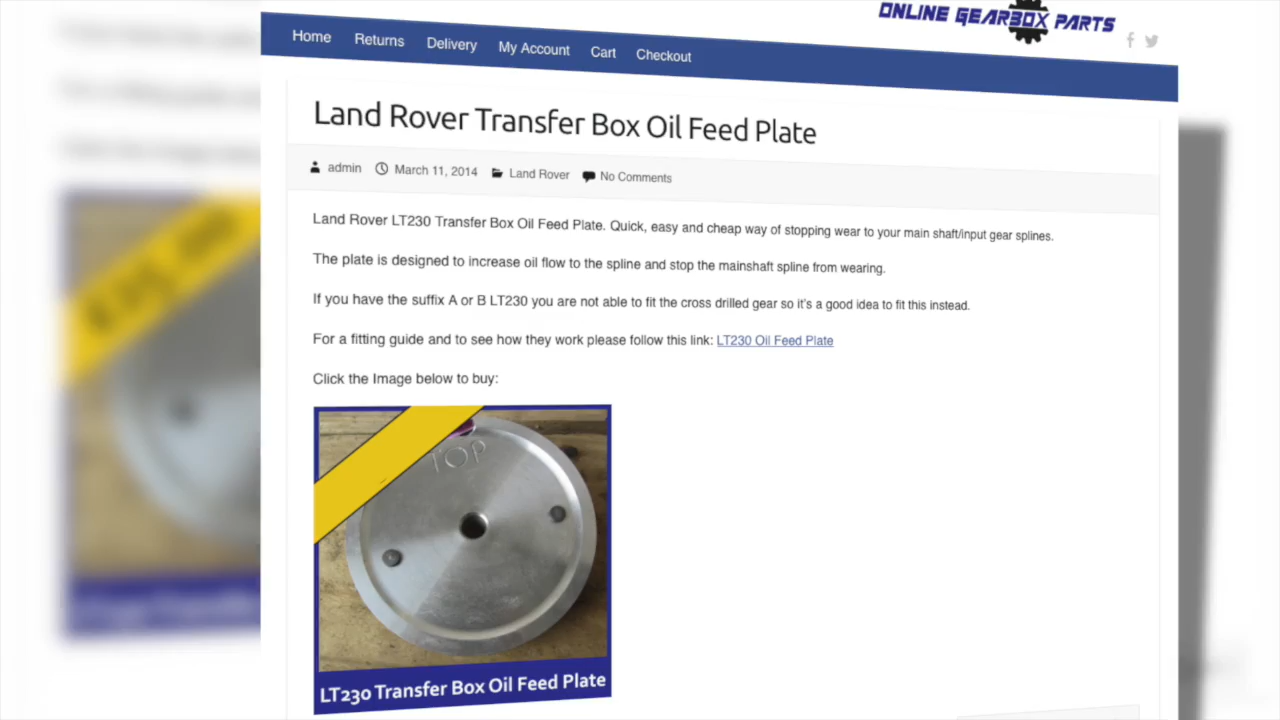 ONLINE GEARBOX PARTS
Home Returns Delivery My Account Cart Checkout
Land Rover Transfer Box Oil Feed Plate
admin March 11, 2014 Land Rover No Comments
Land Rover LT230 Transfer Box Oil Feed Plate. Quick, easy and cheap way of stopping wear to your main shaft/input gear splines.
The plate is designed to increase oil flow to the spline and stop the mainshaft spline from wearing.
If you have the suffix A or B LT230 you are not able to fit the cross drilled gear so it's a good idea to fit this instead.
For a fitting guide and to see how they work please follow this link: LT230 Oil Feed Plate
Click the Image below to buy:
TOP
LT230 Transfer Box Oil Feed Plate